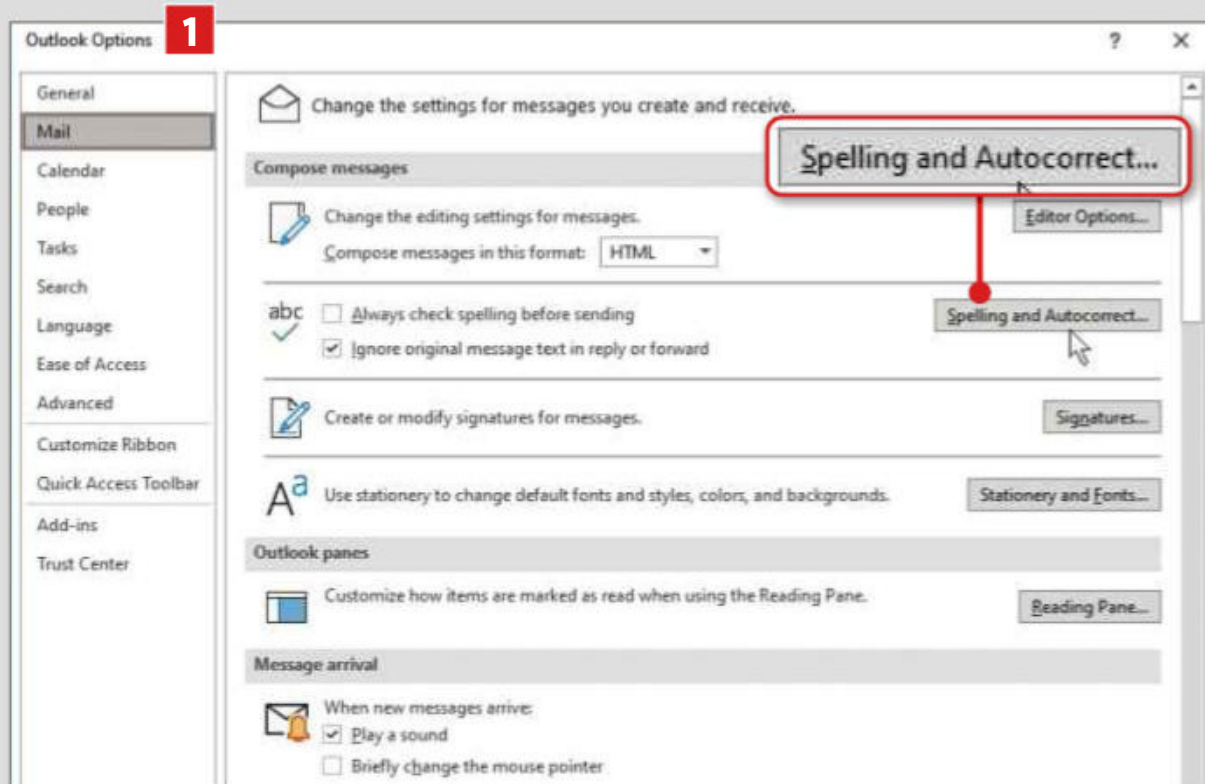 1
Outlook Options
?
General
Mail
Calendar
People
Tasks
Search
Language
Ease of Access
Advanced
Customize Ribbon
Quick Access Toolbar
Add-ins
Trust Center
Change the settings for messages you create and receive.
Spelling and Autocorrect...
Compose messages
Change the editing settings for messages.
Editor Options...
Compose messages in this format: HTML
abc
Always check spelling before sending
Spelling and Autocorrect...
Ignore original message text in reply or forward
Create or modify signatures for messages.
Signatures...
Aa
Use stationery to change default fonts and styles, colors, and backgrounds.
Stationery and Fonts...
Outlook panes
Customize how items are marked as read when using the Reading Pane.
Reading Pane...
Message arrival
When new messages arrive:
Play a sound
Briefly change the mouse pointer